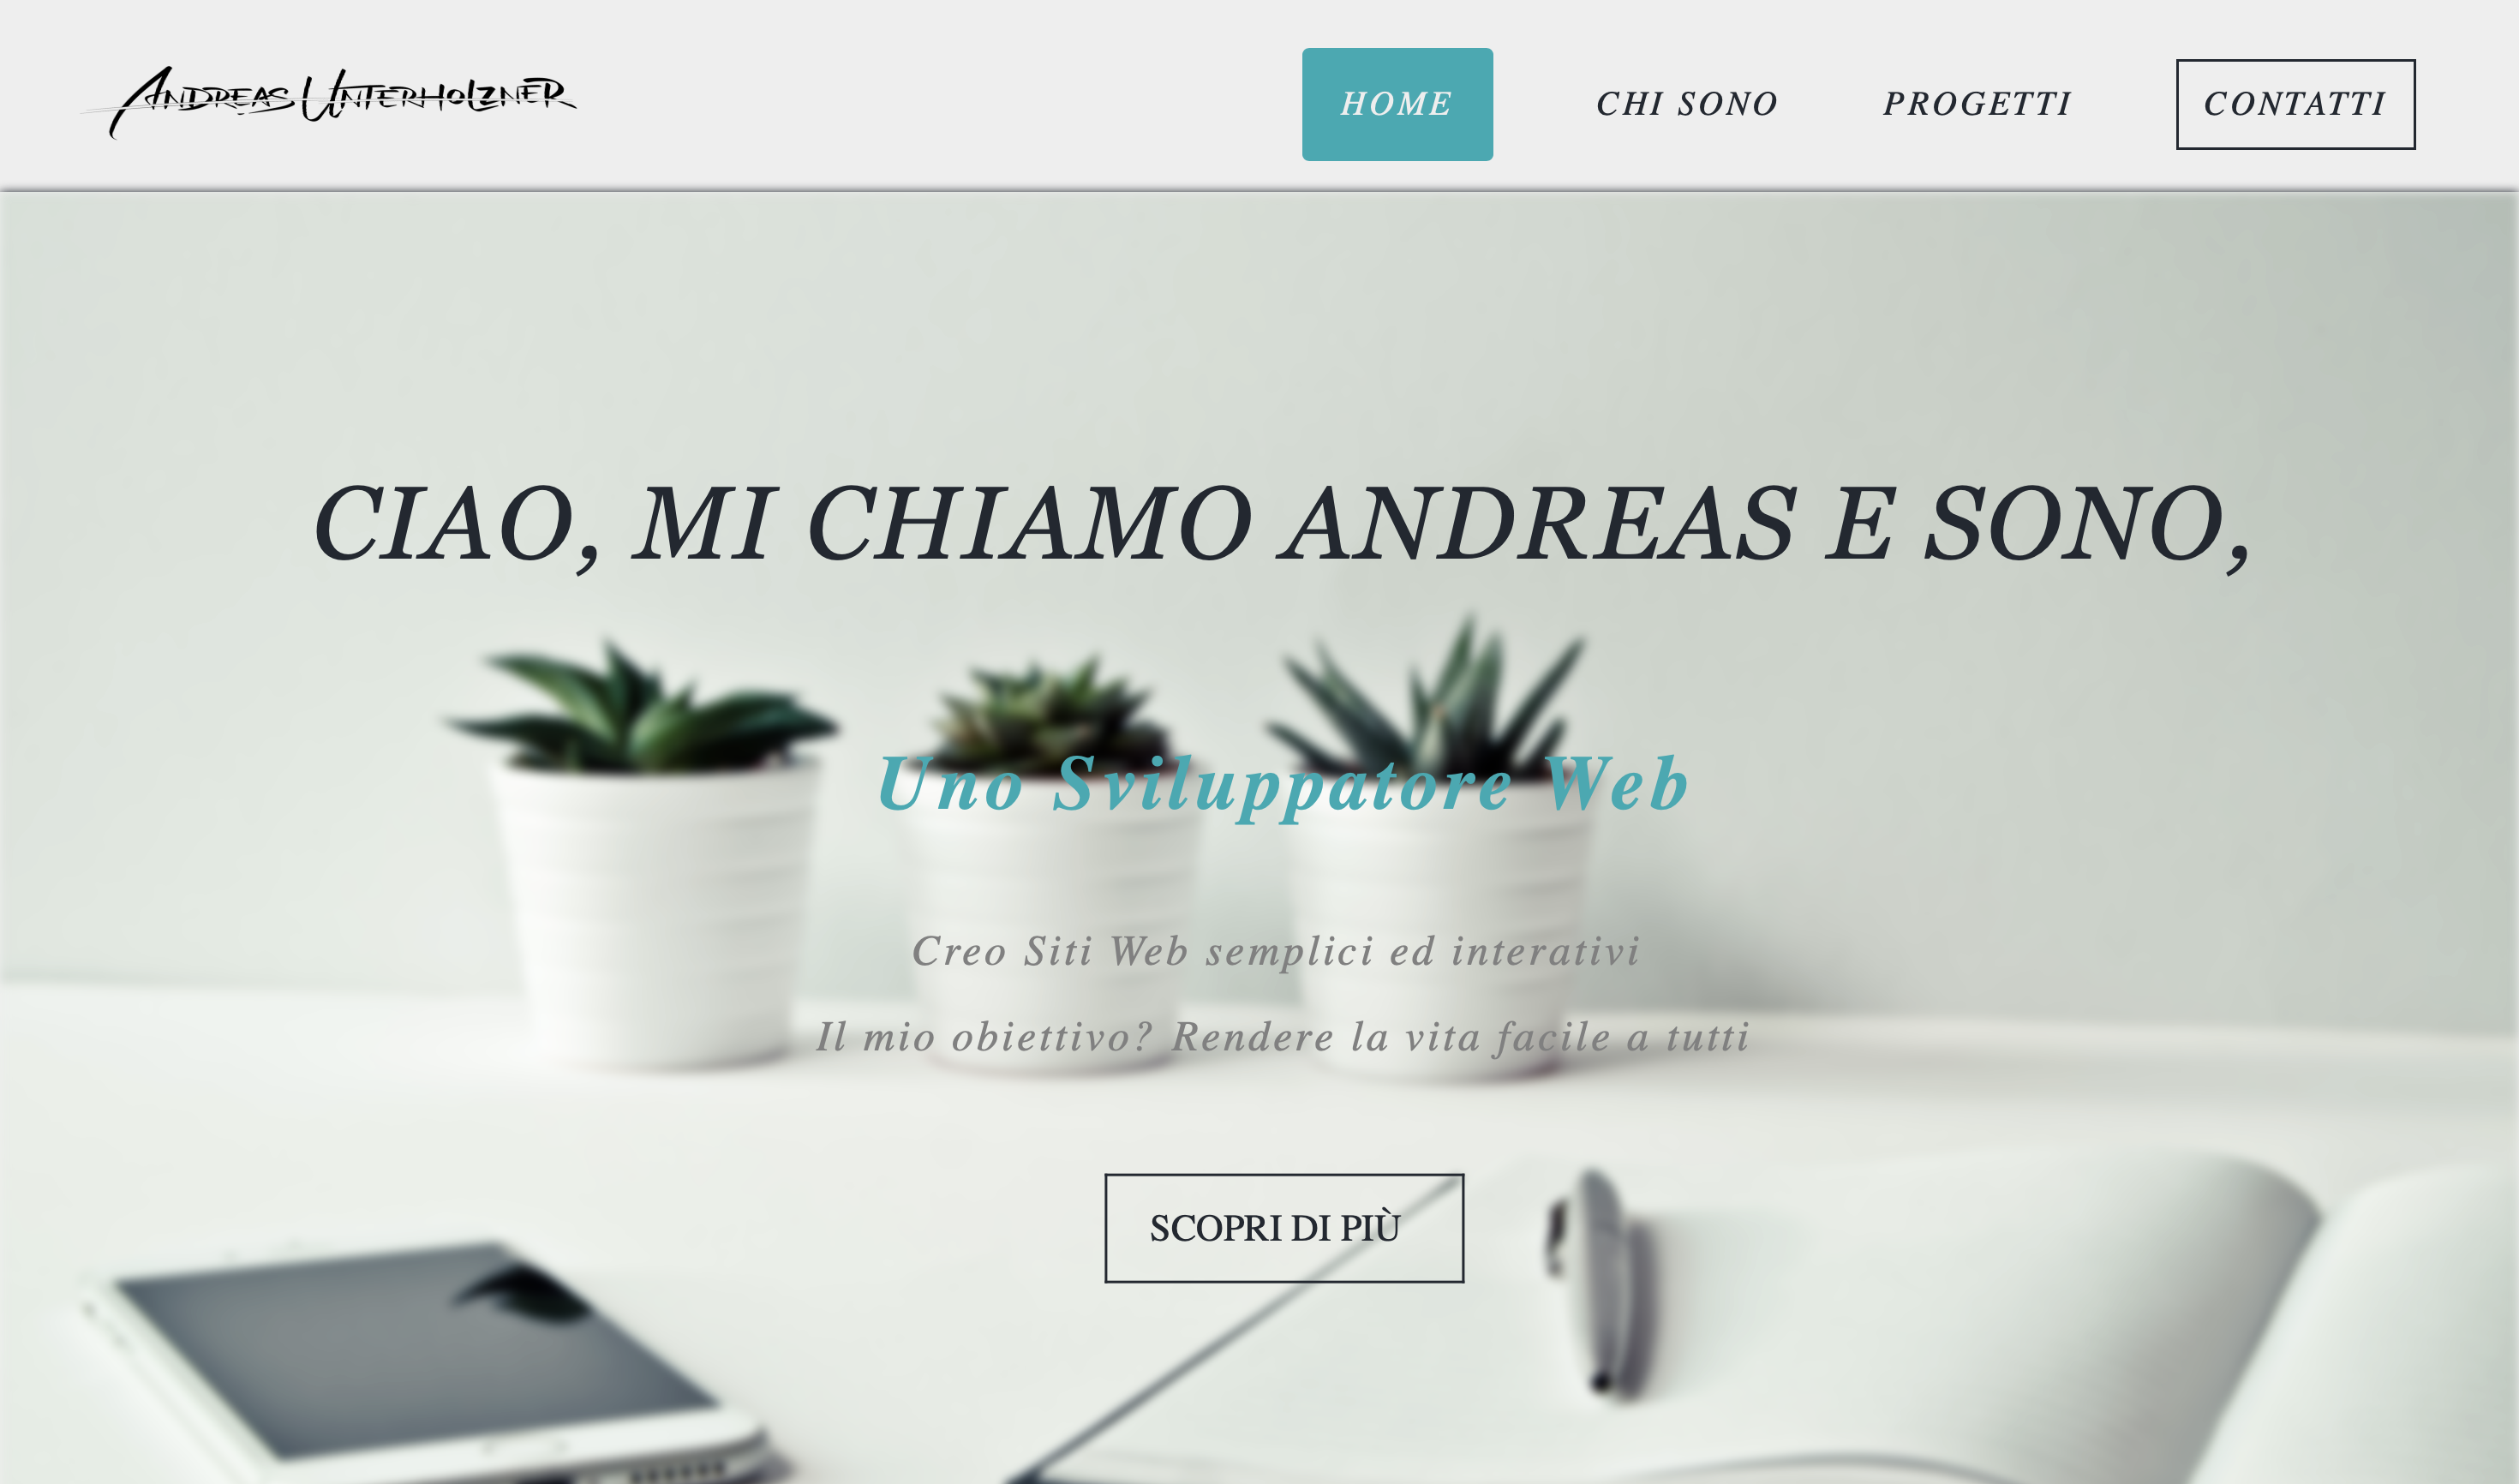 ANDREAS UNTERHOLZNER
HOME CHI SONO PROGETTI CONTATTI
CIAO, MI CHIAMO ANDREAS E SONO,
Uno Sviluppatore Web
Creo Siti Web semplici ed interativi
Il mio obiettivo? Rendere la vita facile a tutti
SCOPRI DI PIÙ